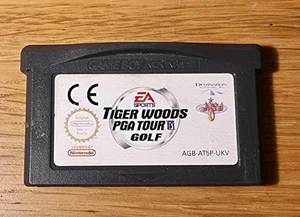 GAME BOY ADVANCE
EA
SPORTS
CE
TIGER WOODS
PGA TOUR
GOLF
Nintendo
AGB-AT5P-UKV